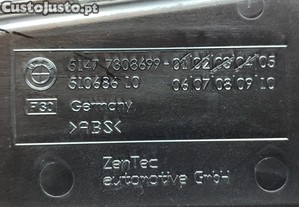 CustoJusto.pt
5147 7308699-01/02/03/04/05
510686 10 06/07/08/09/10
F30 Germany
>ABS<
ZenTec
automotive GmbH